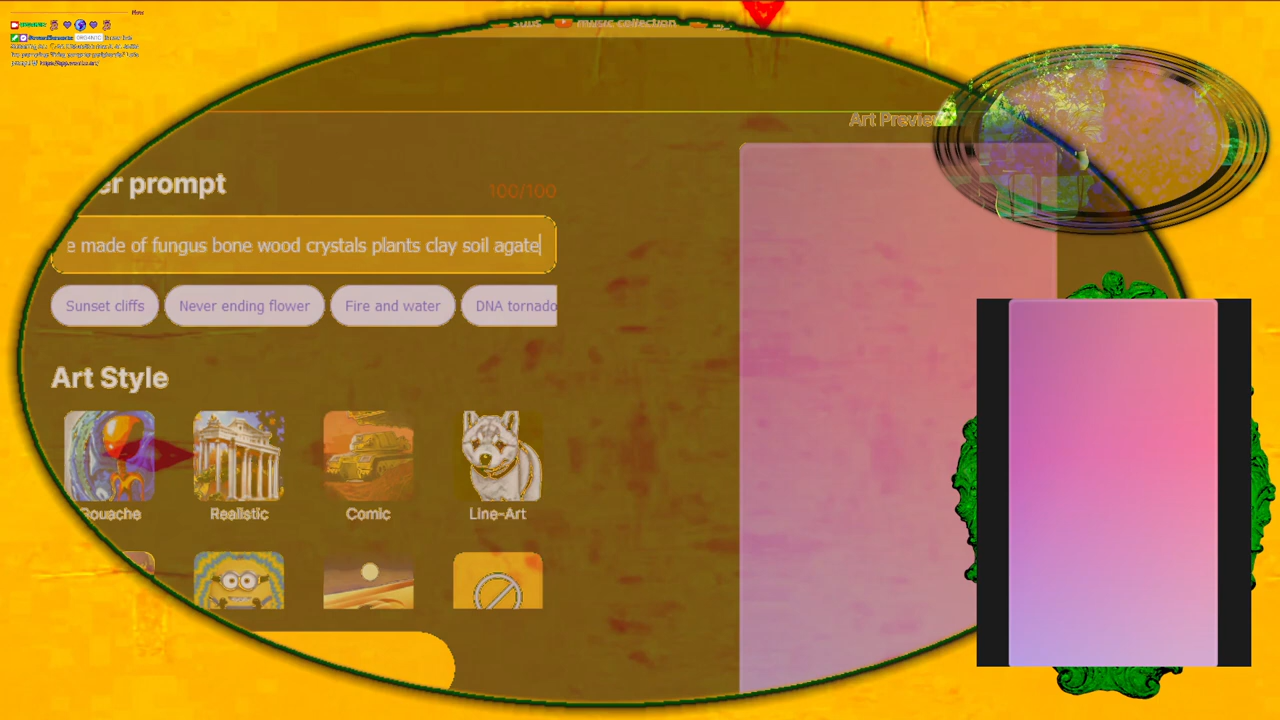 music collection
Art Preview
er prompt
100/100
e made of fungus bone wood crystals plants clay soil agate
Sunset cliffs
Never ending flower
Fire and water
DNA tornado
Art Style
Gouache
Realistic
Comic
Line-Art